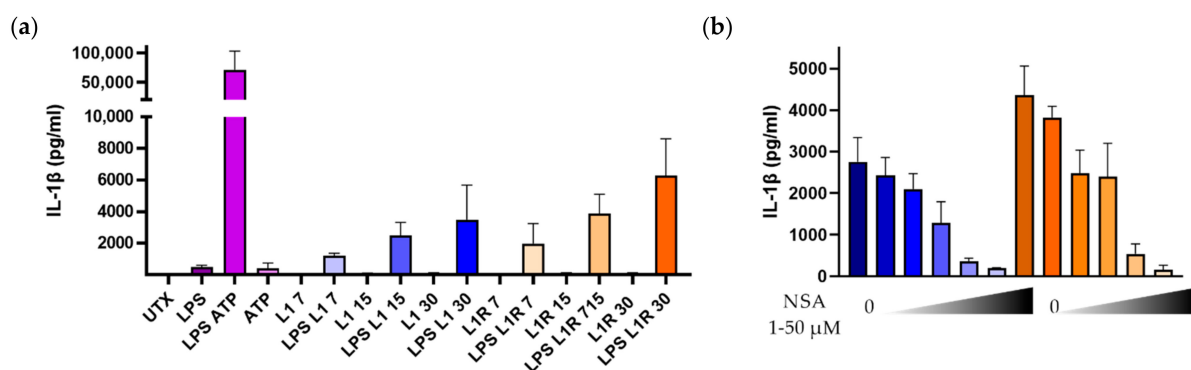 (a)
IL-1β (pg/ml)
100,000
50,000
10,000
8000
6000
4000
2000
UTX
LPS
LPS ATP
ATP
L1 7
LPS L1 7
L1 15
LPS L1 15
L1 30
LPS L1 30
L1R 7
LPS L1R 7
L1R 15
LPS L1R 715
L1R 30
LPS L1R 30
(b)
IL-1β (pg/ml)
5000
4000
3000
2000
1000
0
NSA 0 0
1-50 μM